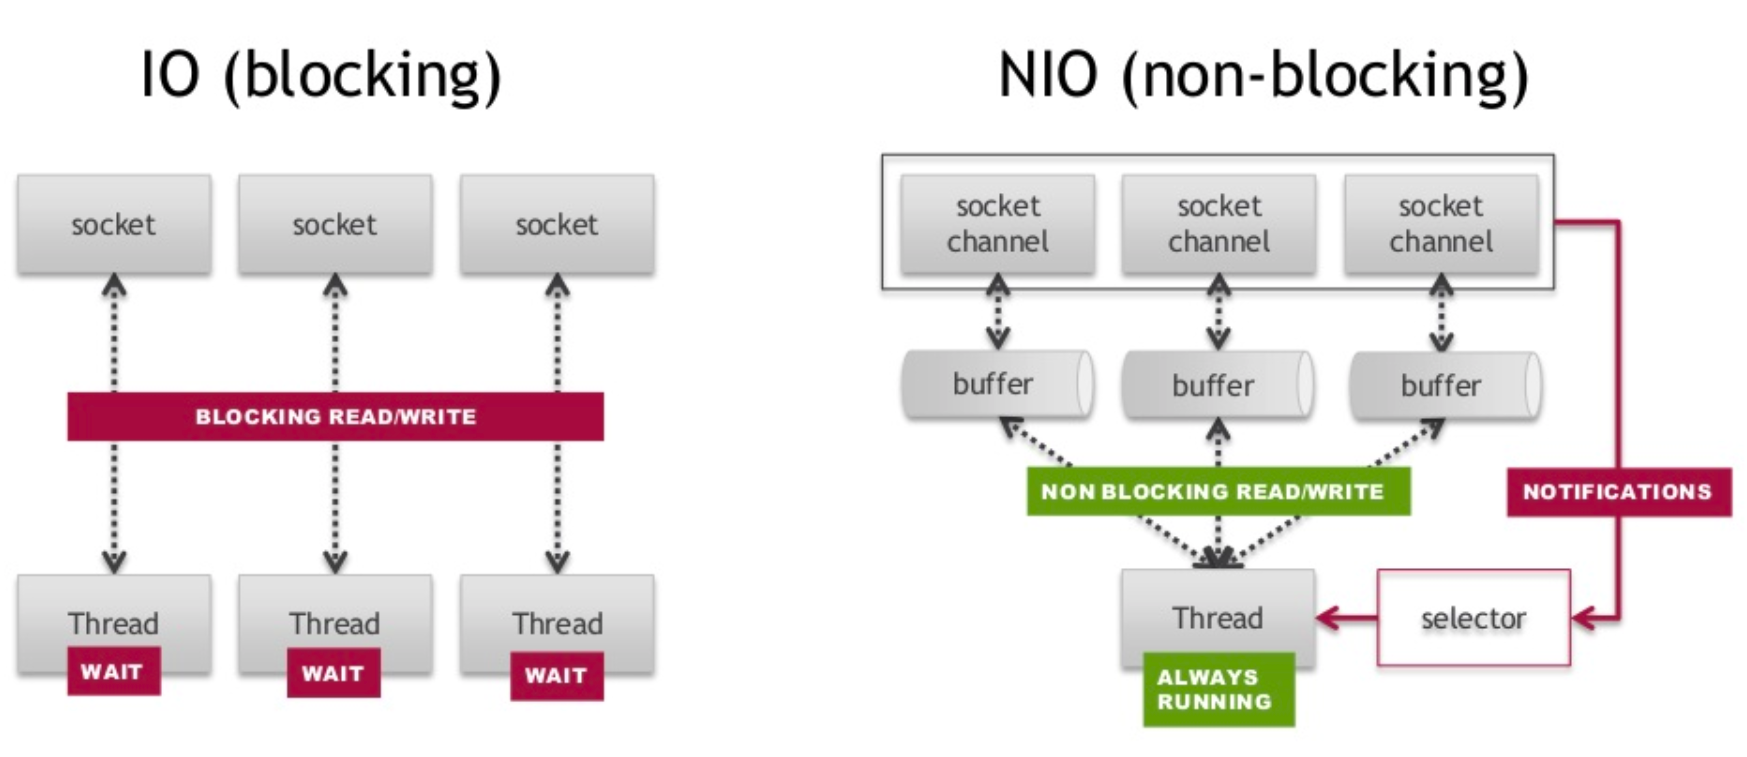 IO (blocking)
socket
socket
socket
BLOCKING READ/WRITE
Thread
WAIT
Thread
WAIT
Thread
WAIT
NIO (non-blocking)
socket
channel
socket
channel
socket
channel
buffer
buffer
buffer
NON BLOCKING READ/WRITE
NOTIFICATIONS
Thread
ALWAYS
RUNNING
selector